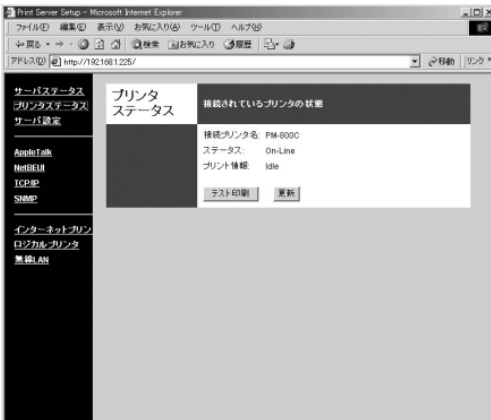 Print Server Setup - Microsoft Internet Explorer
ファイル(F) 編集(E) 表示(V) お気に入り(A) ツール(T) ヘルプ(H)
戻る 検索 お気に入り 履歴
アドレス(D) http://192.168.1.225/ 移動 リンク
サーバステータス
プリンタステータス
サーバ設定
AppleTalk
NetBEUI
TCP/IP
SNMP
インターネットプリン
ロジカルプリンタ
無線LAN
プリンタ
ステータス
接続されているプリンタの状態
接続プリンタ名: PM-800C
ステータス: On-Line
プリント情報: Idle
テスト印刷 更新